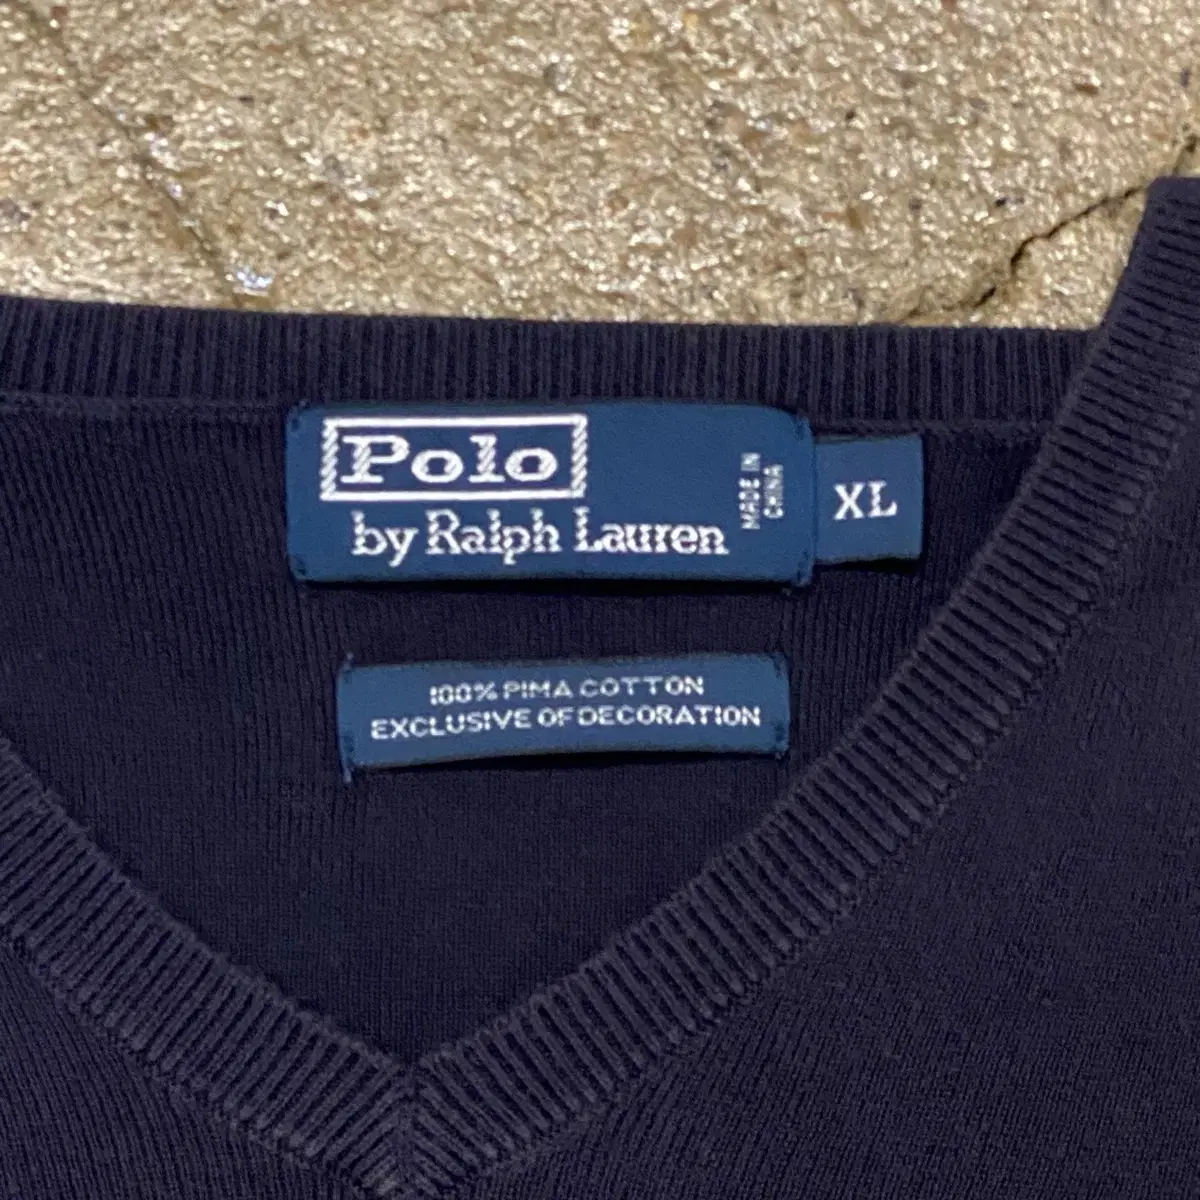 Polo
by Ralph Lauren
MADE IN
CHINA
XL
100% PIMA COTTON
EXCLUSIVE OF DECORATION